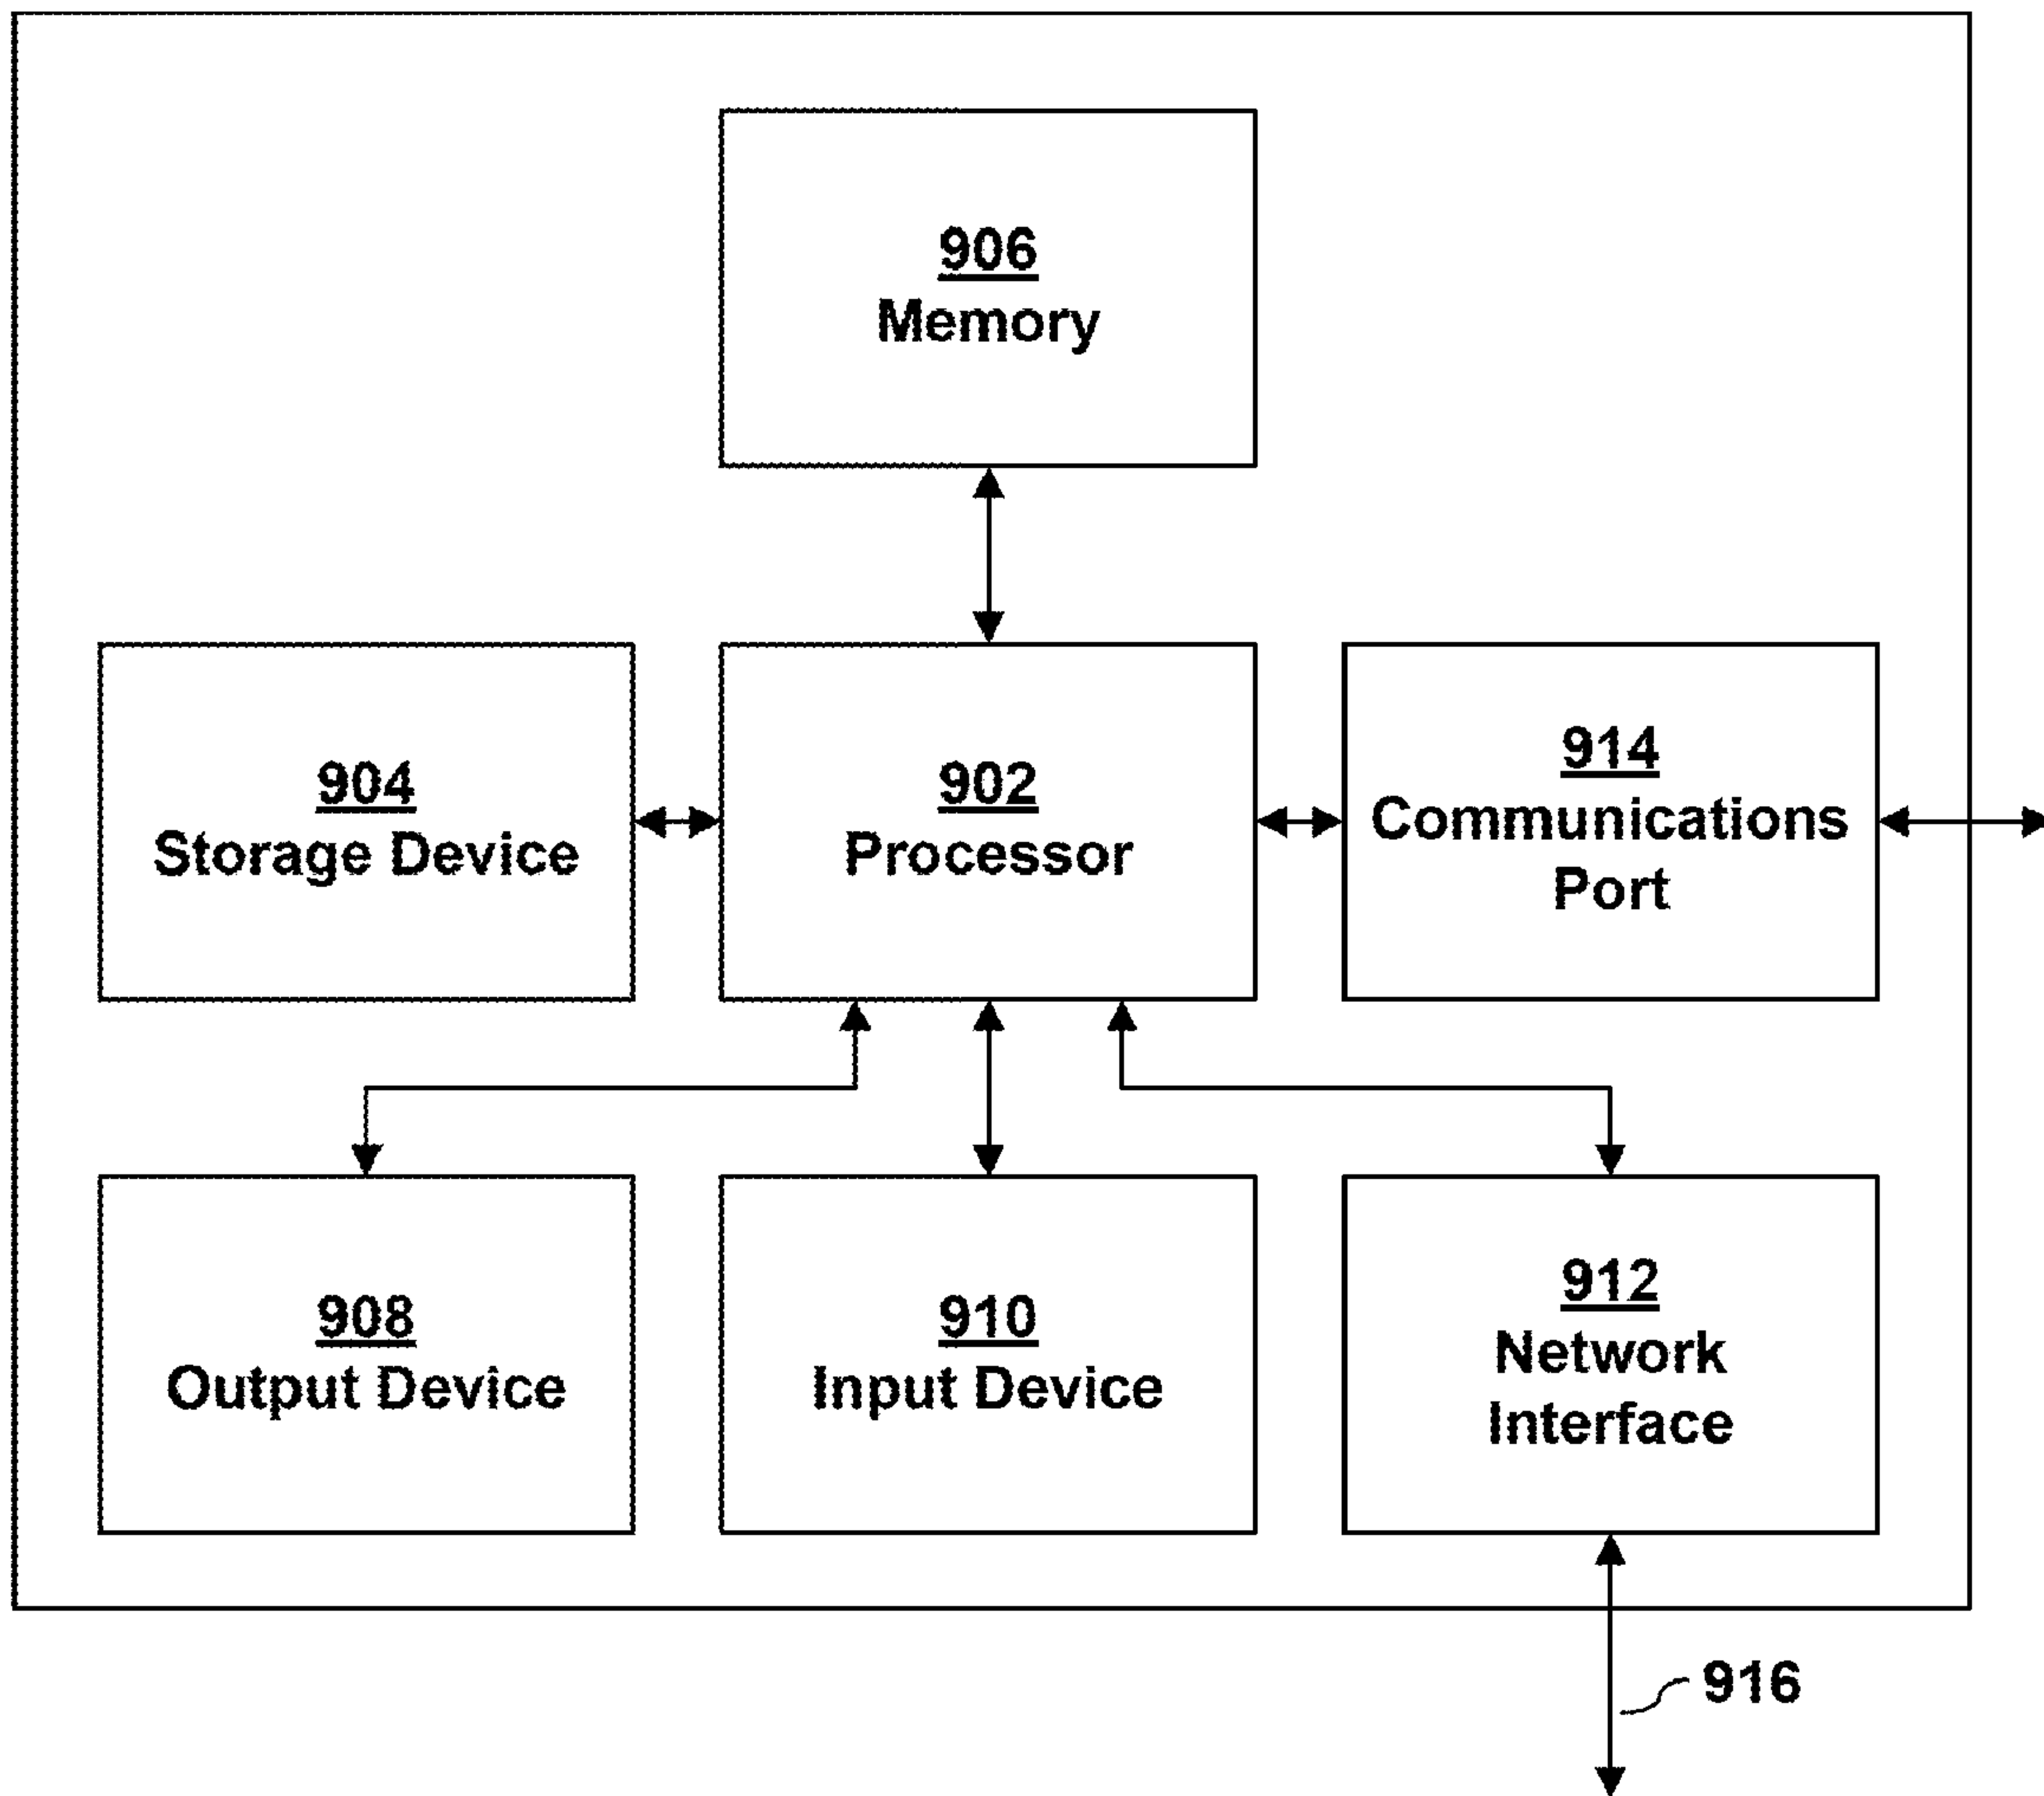 906
Memory
904
Storage Device
902
Processor
914
Communications
Port
908
Output Device
910
Input Device
912
Network
Interface
916